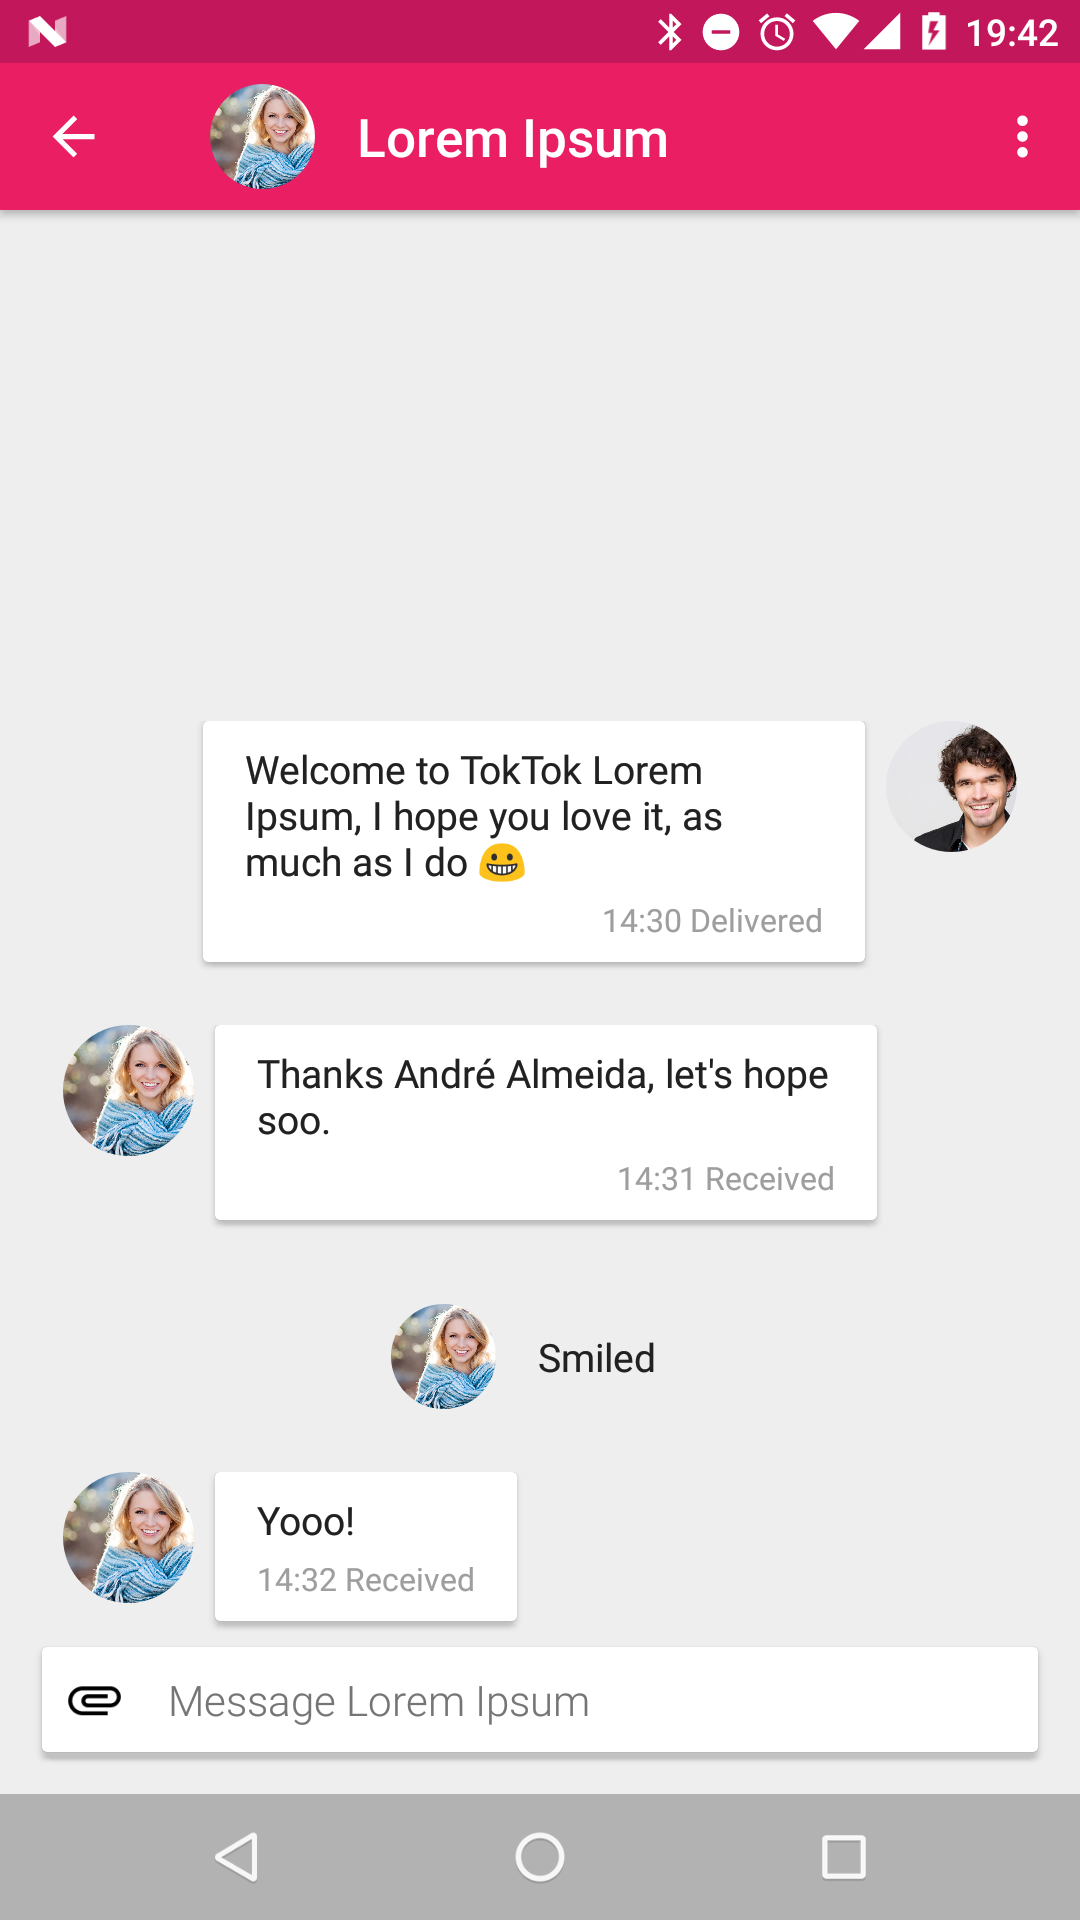 19:42
Lorem Ipsum
Welcome to TokTok Lorem
Ipsum, I hope you love it, as
much as I do 😀
14:30 Delivered
Thanks André Almeida, let's hope
soo.
14:31 Received
Smiled
Yooo!
14:32 Received
Message Lorem Ipsum